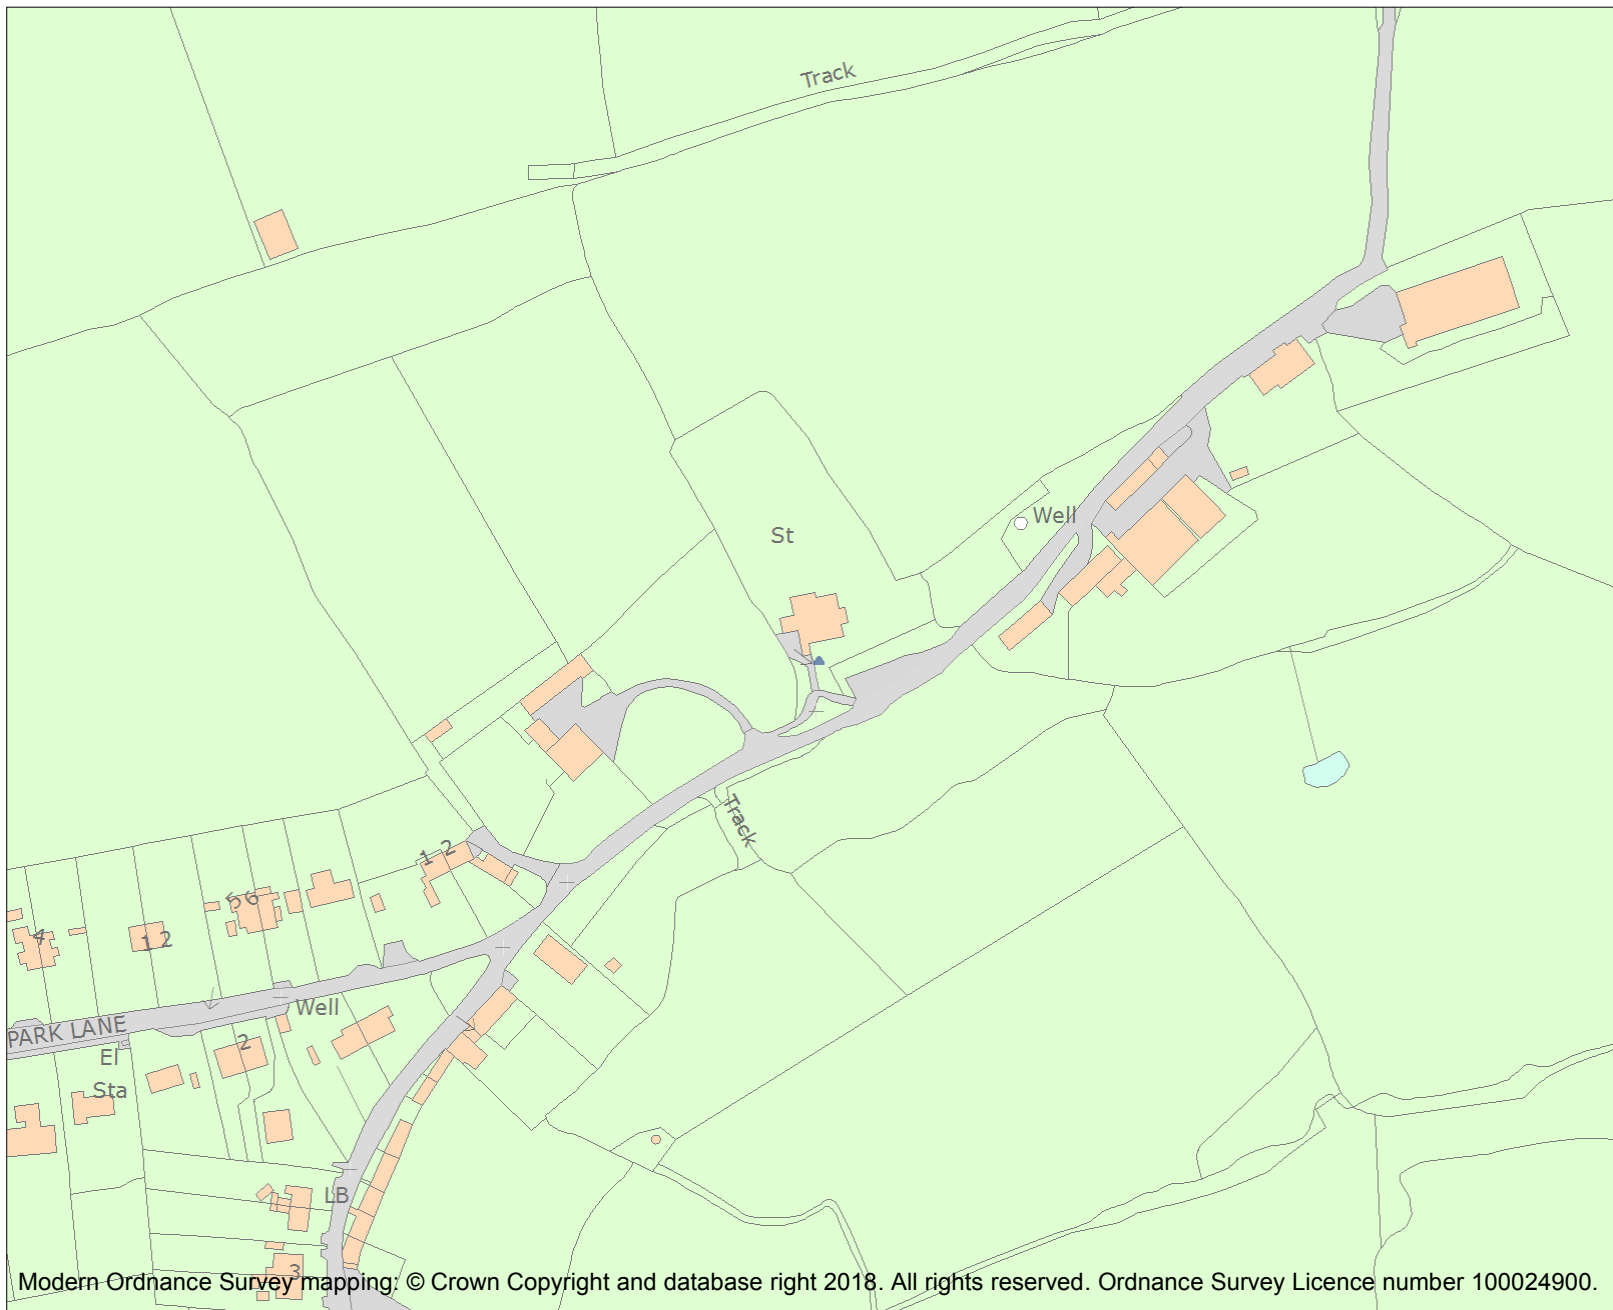 Track
Well
St
Track
1 2
5 6
4
1 2
Well
PARK LANE
El
Sta
2
LB
3
Modern Ordnance Survey mapping: © Crown Copyright and database right 2018. All rights reserved. Ordnance Survey Licence number 100024900.